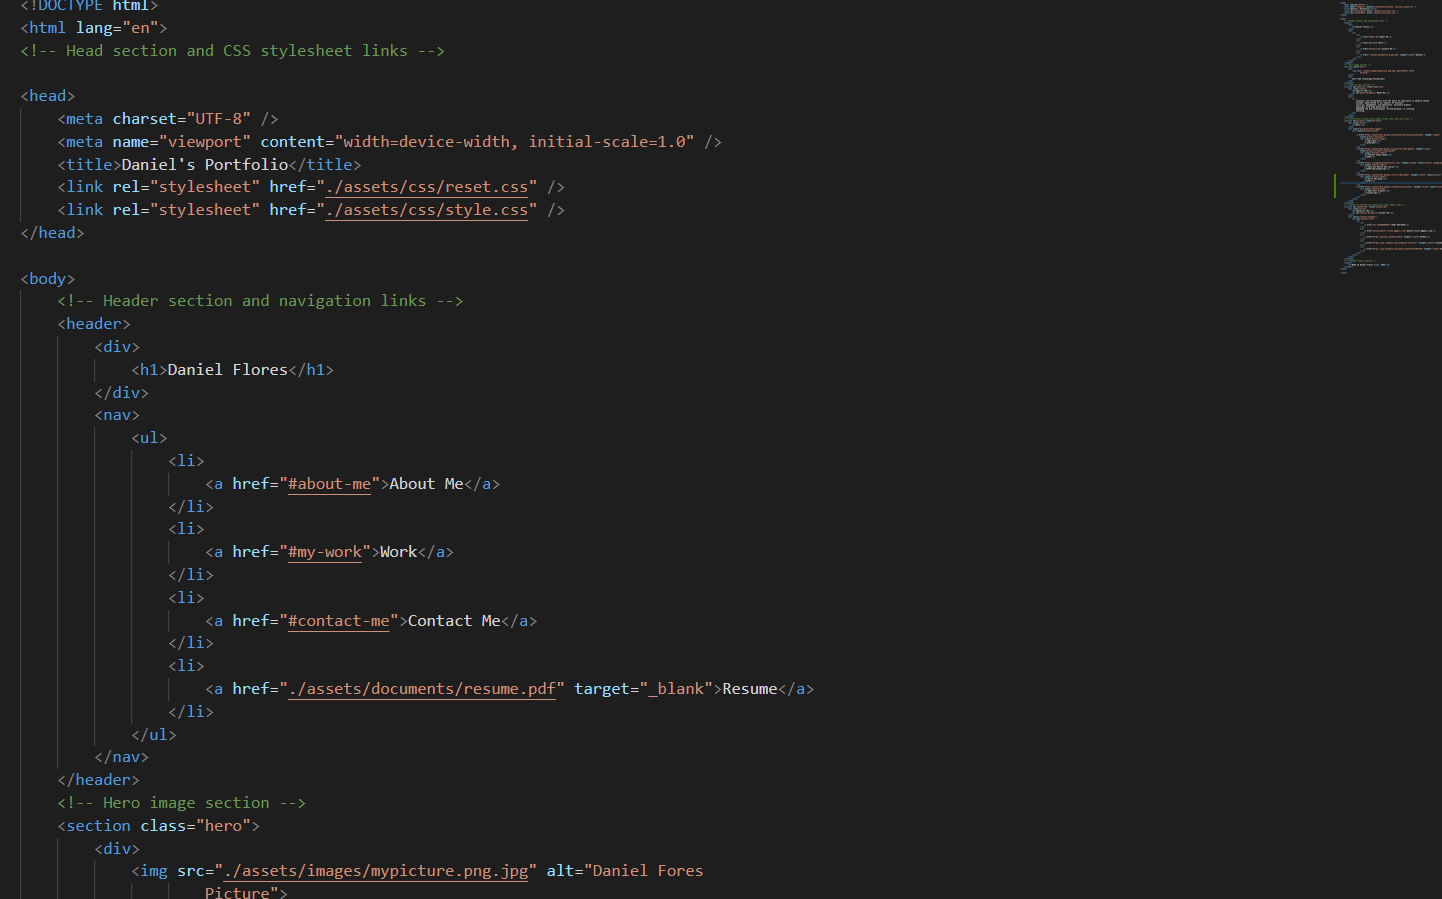 <!DOCTYPE html>
<html lang="en">
<!-- Head section and CSS stylesheet links -->
<head>
<meta charset="UTF-8" />
<meta name="viewport" content="width=device-width, initial-scale=1.0" />
<title>Daniel's Portfolio</title>
<link rel="stylesheet" href="./assets/css/reset.css" />
<link rel="stylesheet" href="./assets/css/style.css" />
</head>
<body>
<!-- Header section and navigation links -->
<header>
<div>
<h1>Daniel Flores</h1>
</div>
<nav>
<ul>
<li>
<a href="#about-me">About Me</a>
</li>
<li>
<a href="#my-work">Work</a>
</li>
<li>
<a href="#contact-me">Contact Me</a>
</li>
<li>
<a href="./assets/documents/resume.pdf" target="_blank">Resume</a>
</li>
</ul>
</nav>
</header>
<!-- Hero image section -->
<section class="hero">
<div>
<img src="./assets/images/mypicture.png.jpg" alt="Daniel Fores
Picture">